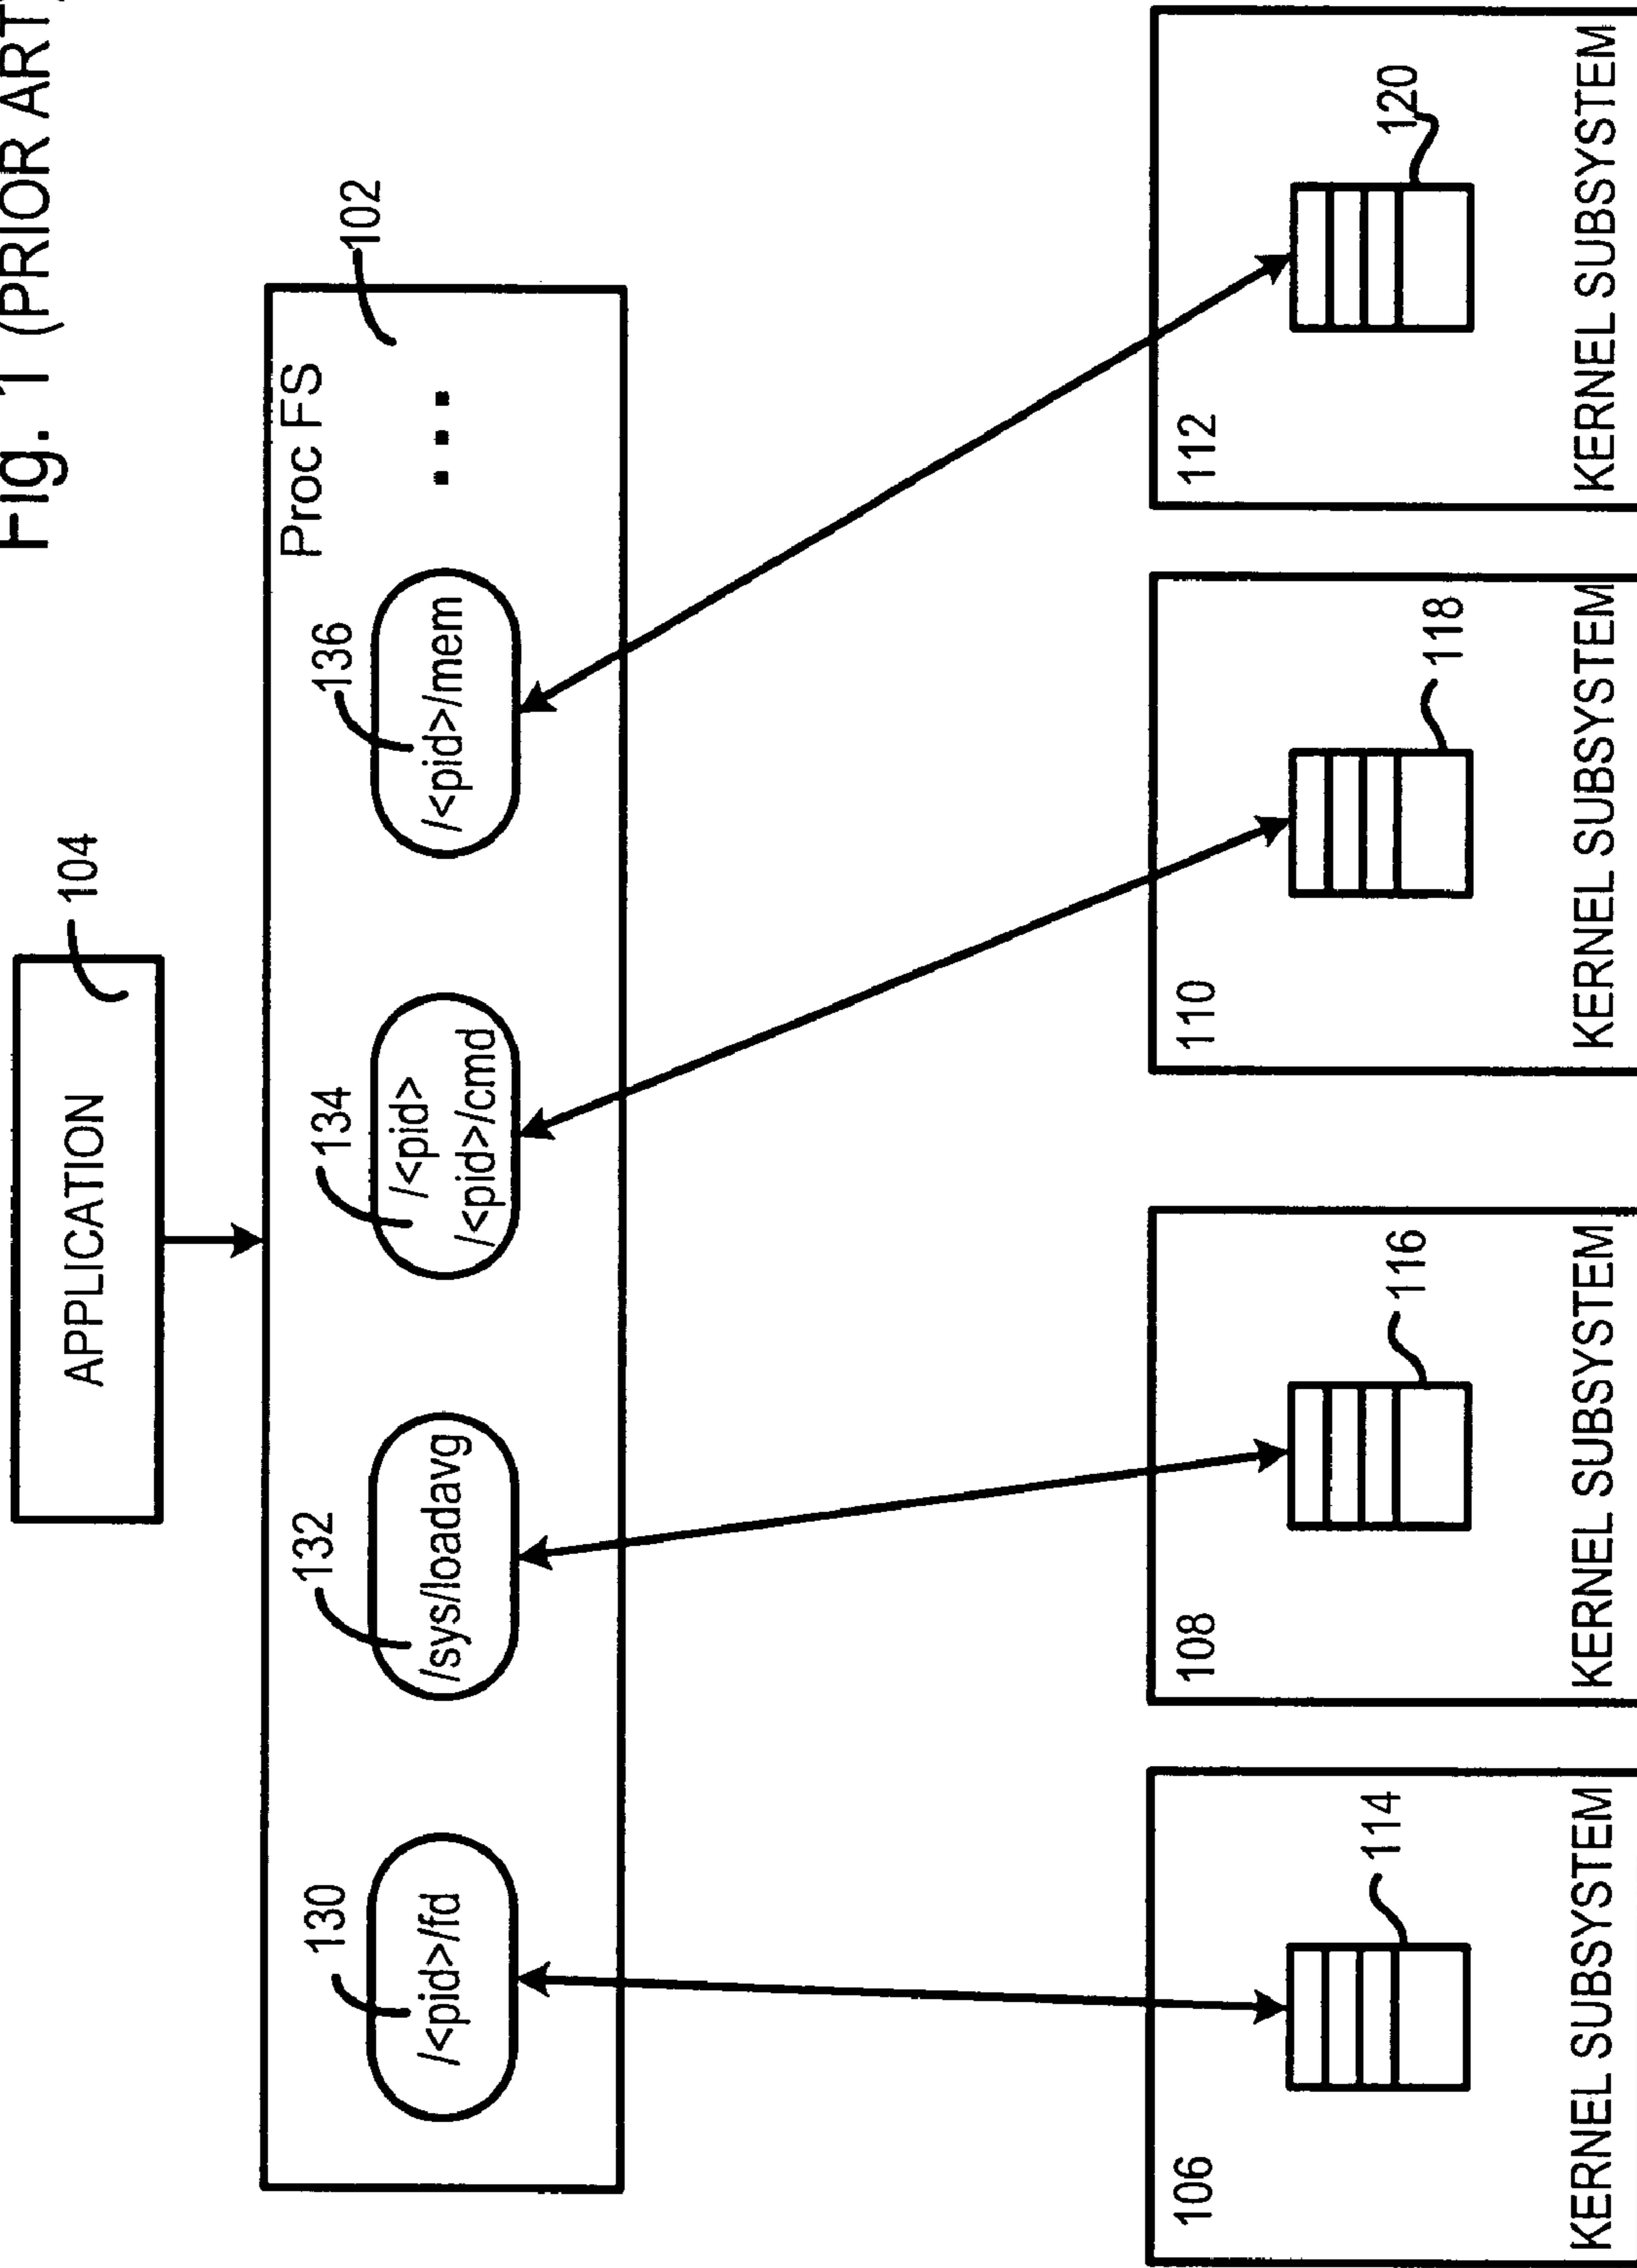 Fig. 1 (PRIOR ART)
APPLICATION
104
Proc FS
102
130
/<pid>/fd
132
/sys/loadavg
134
/<pid>
/<pid>/cmd
136
/<pid>/mem
...
106
114
KERNEL SUBSYSTEM
108
116
KERNEL SUBSYSTEM
110
118
KERNEL SUBSYSTEM
112
120
KERNEL SUBSYSTEM